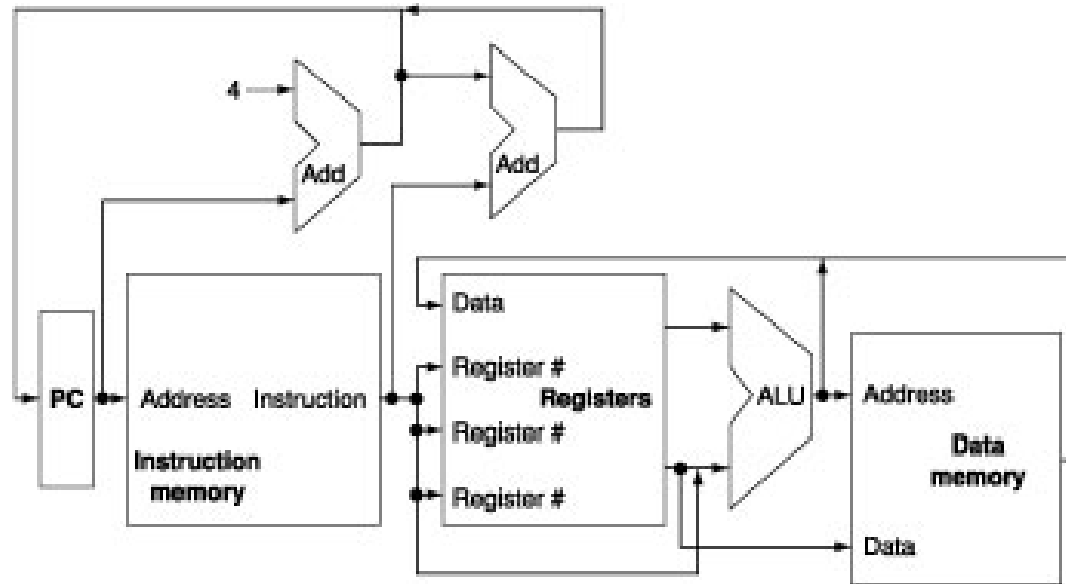 4
Add
Add
Data
Register #
PC
Address
Instruction
Registers
ALU
Address
Register #
Instruction
memory
Data
memory
Register #
Data